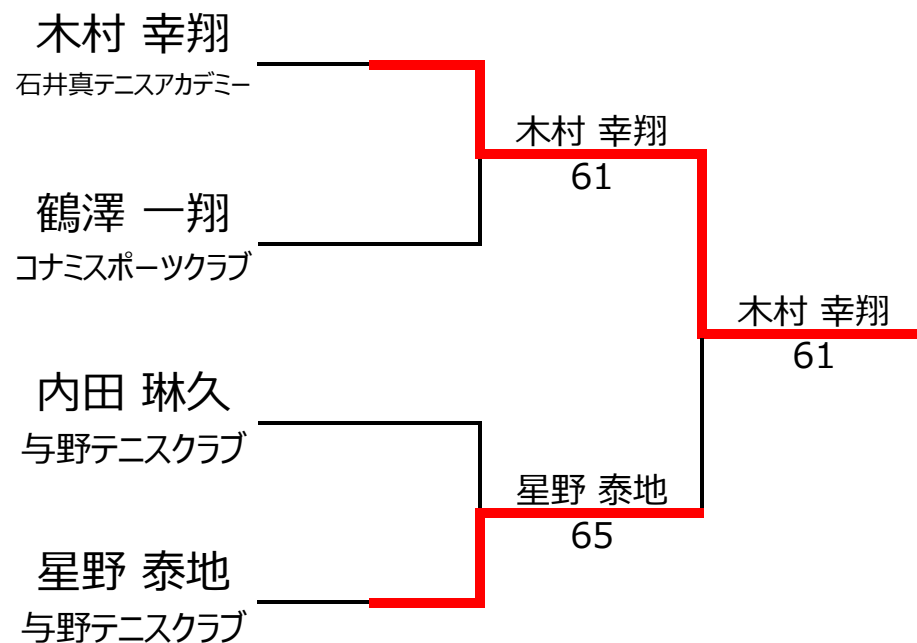 木村 幸翔
石井真テニスアカデミー
木村 幸翔
61
鶴澤 一翔
コナミスポーツクラブ
木村 幸翔
61
内田 琳久
与野テニスクラブ
星野 泰地
65
星野 泰地
与野テニスクラブ